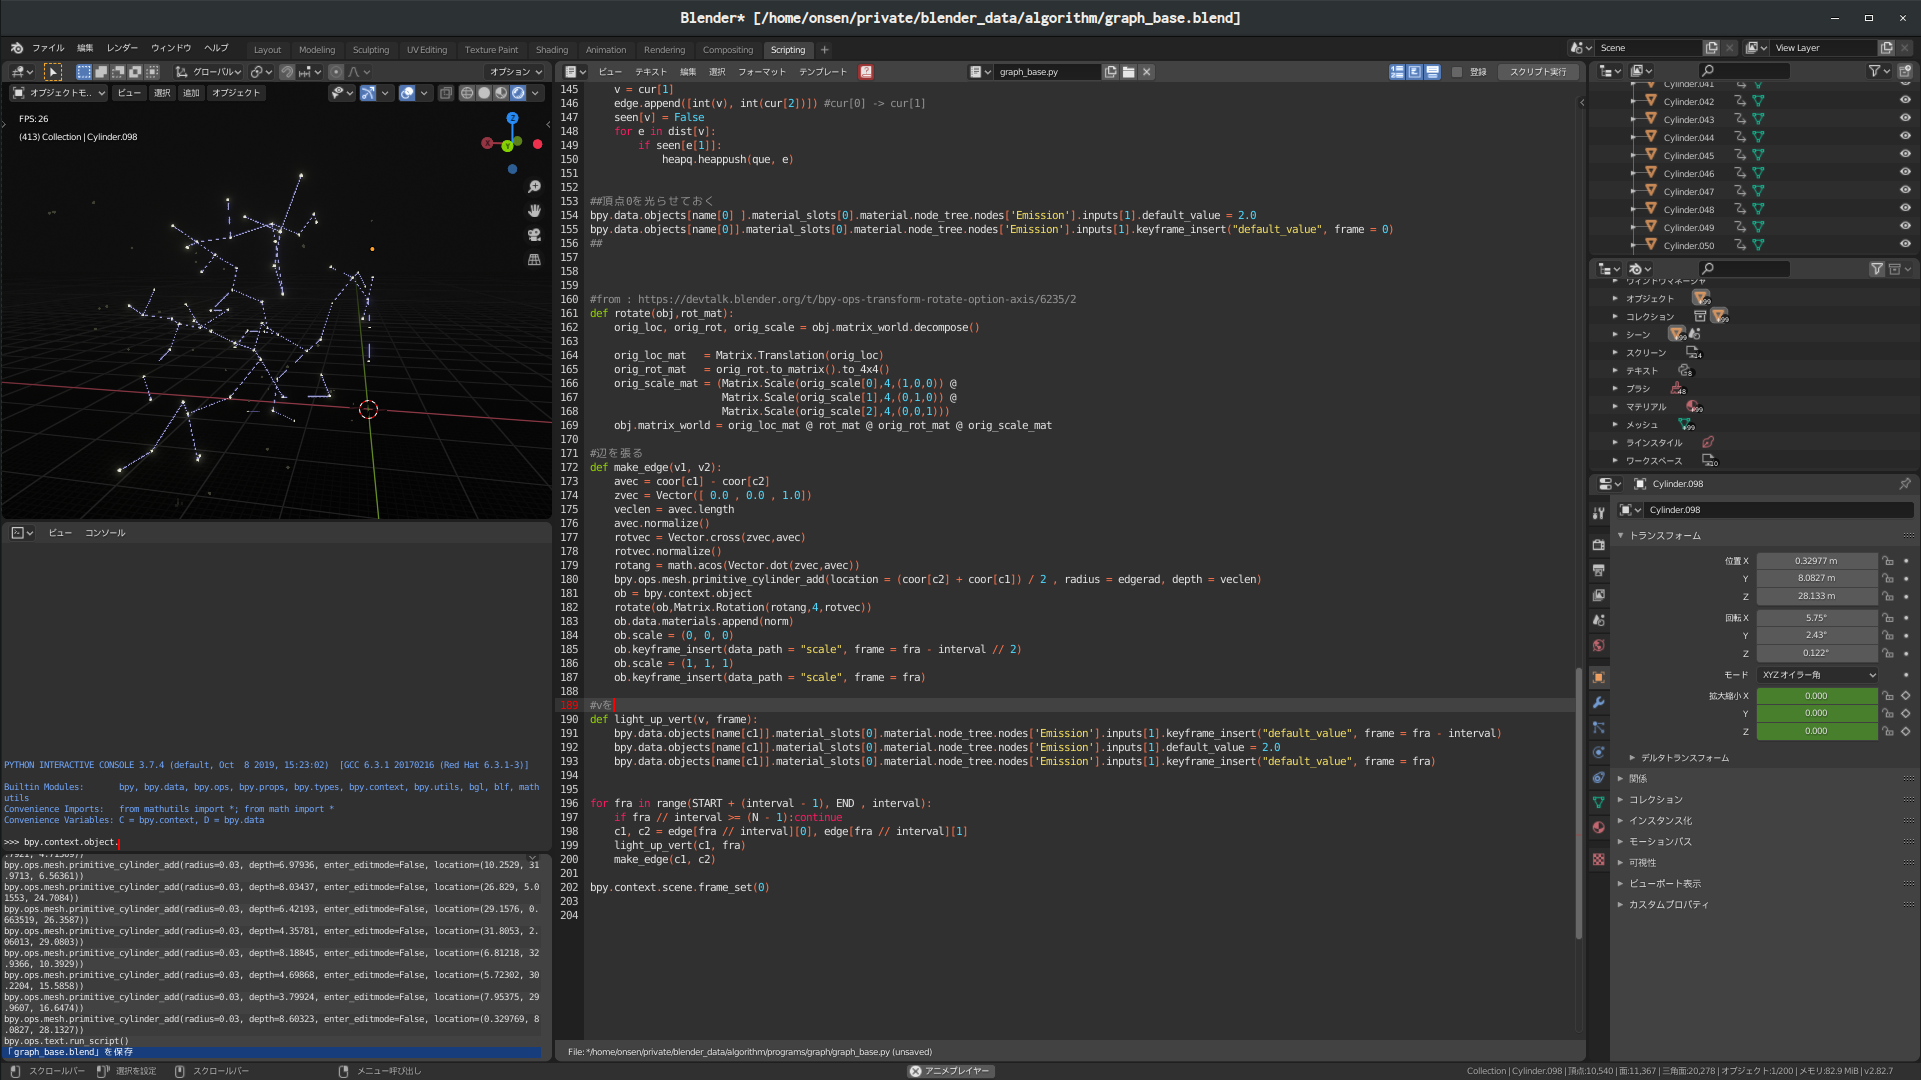 Blender* [/home/onsen/private/blender_data/algorithm/graph_base.blend]
ファイル 編集 レンダー ウィンドウ ヘルプ Layout Modeling Sculpting UV Editing Texture Paint Shading Animation Rendering Compositing Scripting + Scene View Layer
グローバル オプション
オブジェクトモ.. ビュー 選択 追加 オブジェクト
FPS: 26
(413) Collection | Cylinder.098
Z
X
Y
ビュー コンソール
PYTHON INTERACTIVE CONSOLE 3.7.4 (default, Oct  8 2019, 15:23:02)  [GCC 6.3.1 20170216 (Red Hat 6.3.1-3)]
Builtin Modules:       bpy, bpy.data, bpy.ops, bpy.props, bpy.types, bpy.context, bpy.utils, bgl, blf, math
utils
Convenience Imports:   from mathutils import *; from math import *
Convenience Variables: C = bpy.context, D = bpy.data
>>> bpy.context.object.
bpy.ops.mesh.primitive_cylinder_add(radius=0.03, depth=6.97936, enter_editmode=False, location=(10.2529, 31
.9713, 6.56361))
bpy.ops.mesh.primitive_cylinder_add(radius=0.03, depth=8.03437, enter_editmode=False, location=(26.829, 5.0
1553, 24.7084))
bpy.ops.mesh.primitive_cylinder_add(radius=0.03, depth=6.42193, enter_editmode=False, location=(29.1576, 0.
663519, 26.3587))
bpy.ops.mesh.primitive_cylinder_add(radius=0.03, depth=4.35781, enter_editmode=False, location=(31.8053, 2.
06013, 29.0803))
bpy.ops.mesh.primitive_cylinder_add(radius=0.03, depth=8.18845, enter_editmode=False, location=(6.81218, 32
.9366, 10.3929))
bpy.ops.mesh.primitive_cylinder_add(radius=0.03, depth=4.69868, enter_editmode=False, location=(5.72302, 30
.2204, 15.5858))
bpy.ops.mesh.primitive_cylinder_add(radius=0.03, depth=3.79924, enter_editmode=False, location=(7.95375, 29
.9607, 16.6474))
bpy.ops.mesh.primitive_cylinder_add(radius=0.03, depth=8.60323, enter_editmode=False, location=(0.329769, 8
.0827, 28.1327))
bpy.ops.text.run_script()
「graph_base.blend」を保存
ビュー テキスト 編集 選択 フォーマット テンプレート graph_base.py 登録 スクリプト実行
145     v = cur[1]
146     edge.append([int(v), int(cur[2])]) #cur[0] -> cur[1]
147     seen[v] = False
148     for e in dist[v]:
149         if seen[e[1]]:
150             heapq.heappush(que, e)
151
152
153 ##頂点0を光らせておく
154 bpy.data.objects[name[0] ].material_slots[0].material.node_tree.nodes['Emission'].inputs[1].default_value = 2.0
155 bpy.data.objects[name[0]].material_slots[0].material.node_tree.nodes['Emission'].inputs[1].keyframe_insert("default_value", frame = 0)
156 ##
157
158
159
160 #from : https://devtalk.blender.org/t/bpy-ops-transform-rotate-option-axis/6235/2
161 def rotate(obj,rot_mat):
162     orig_loc, orig_rot, orig_scale = obj.matrix_world.decompose()
163
164     orig_loc_mat   = Matrix.Translation(orig_loc)
165     orig_rot_mat   = orig_rot.to_matrix().to_4x4()
166     orig_scale_mat = (Matrix.Scale(orig_scale[0],4,(1,0,0)) @
167                       Matrix.Scale(orig_scale[1],4,(0,1,0)) @
168                       Matrix.Scale(orig_scale[2],4,(0,0,1)))
169     obj.matrix_world = orig_loc_mat @ rot_mat @ orig_rot_mat @ orig_scale_mat
170
171 #辺を張る
172 def make_edge(v1, v2):
173     avec = coor[c1] - coor[c2]
174     zvec = Vector([ 0.0 , 0.0 , 1.0])
175     veclen = avec.length
176     avec.normalize()
177     rotvec = Vector.cross(zvec,avec)
178     rotvec.normalize()
179     rotang = math.acos(Vector.dot(zvec,avec))
180     bpy.ops.mesh.primitive_cylinder_add(location = (coor[c2] + coor[c1]) / 2 , radius = edgerad, depth = veclen)
181     ob = bpy.context.object
182     rotate(ob,Matrix.Rotation(rotang,4,rotvec))
183     ob.data.materials.append(norm)
184     ob.scale = (0, 0, 0)
185     ob.keyframe_insert(data_path = "scale", frame = fra - interval // 2)
186     ob.scale = (1, 1, 1)
187     ob.keyframe_insert(data_path = "scale", frame = fra)
188
189 #vを
190 def light_up_vert(v, frame):
191     bpy.data.objects[name[c1]].material_slots[0].material.node_tree.nodes['Emission'].inputs[1].keyframe_insert("default_value", frame = fra - interval)
192     bpy.data.objects[name[c1]].material_slots[0].material.node_tree.nodes['Emission'].inputs[1].default_value = 2.0
193     bpy.data.objects[name[c1]].material_slots[0].material.node_tree.nodes['Emission'].inputs[1].keyframe_insert("default_value", frame = fra)
194
195
196 for fra in range(START + (interval - 1), END , interval):
197     if fra // interval >= (N - 1):continue
198     c1, c2 = edge[fra // interval][0], edge[fra // interval][1]
199     light_up_vert(c1, fra)
200     make_edge(c1, c2)
201
202 bpy.context.scene.frame_set(0)
203
204
File: */home/onsen/private/blender_data/algorithm/programs/graph/graph_base.py (unsaved)
Cylinder.041
Cylinder.042
Cylinder.043
Cylinder.044
Cylinder.045
Cylinder.046
Cylinder.047
Cylinder.048
Cylinder.049
Cylinder.050
ウィンドウマネージャ
オブジェクト
コレクション
シーン
スクリーン
テキスト
ブラシ
マテリアル
メッシュ
ラインスタイル
ワークスペース
Cylinder.098
Cylinder.098
トランスフォーム
位置 X 0.32977 m
Y 8.0827 m
Z 28.133 m
回転 X 5.75°
Y 2.43°
Z 0.122°
モード XYZ オイラー角
拡大縮小 X 0.000
Y 0.000
Z 0.000
デルタトランスフォーム
関係
コレクション
インスタンス化
モーションパス
可視性
ビューポート表示
カスタムプロパティ
スクロールバー 選択を設定 スクロールバー メニュー呼び出し アニメプレイヤー Collection | Cylinder.098 | 頂点:10,540 | 面:11,367 | 三角面:20,278 | オブジェクト:1/200 | メモリ:82.9 MiB | v2.82.7